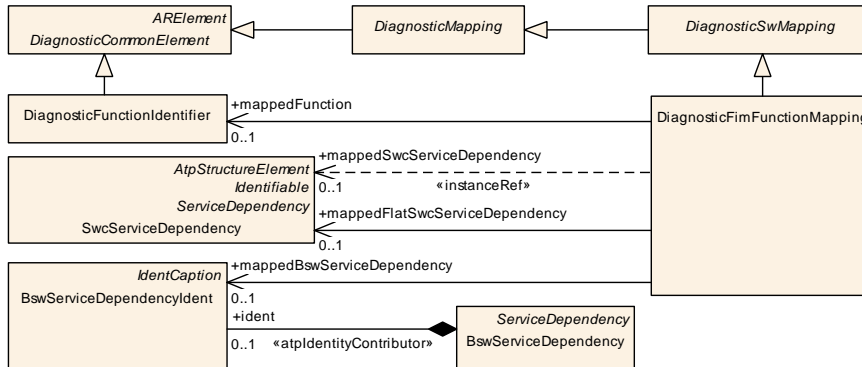 ARElement
DiagnosticCommonElement
DiagnosticMapping
DiagnosticSwMapping
DiagnosticFunctionIdentifier
+mappedFunction
0..1
DiagnosticFimFunctionMapping
AtpStructureElement
Identifiable
ServiceDependency
SwcServiceDependency
+mappedSwcServiceDependency
0..1
«instanceRef»
+mappedFlatSwcServiceDependency
0..1
IdentCaption
BswServiceDependencyIdent
+mappedBswServiceDependency
0..1
+ident
0..1
«atpIdentityContributor»
ServiceDependency
BswServiceDependency